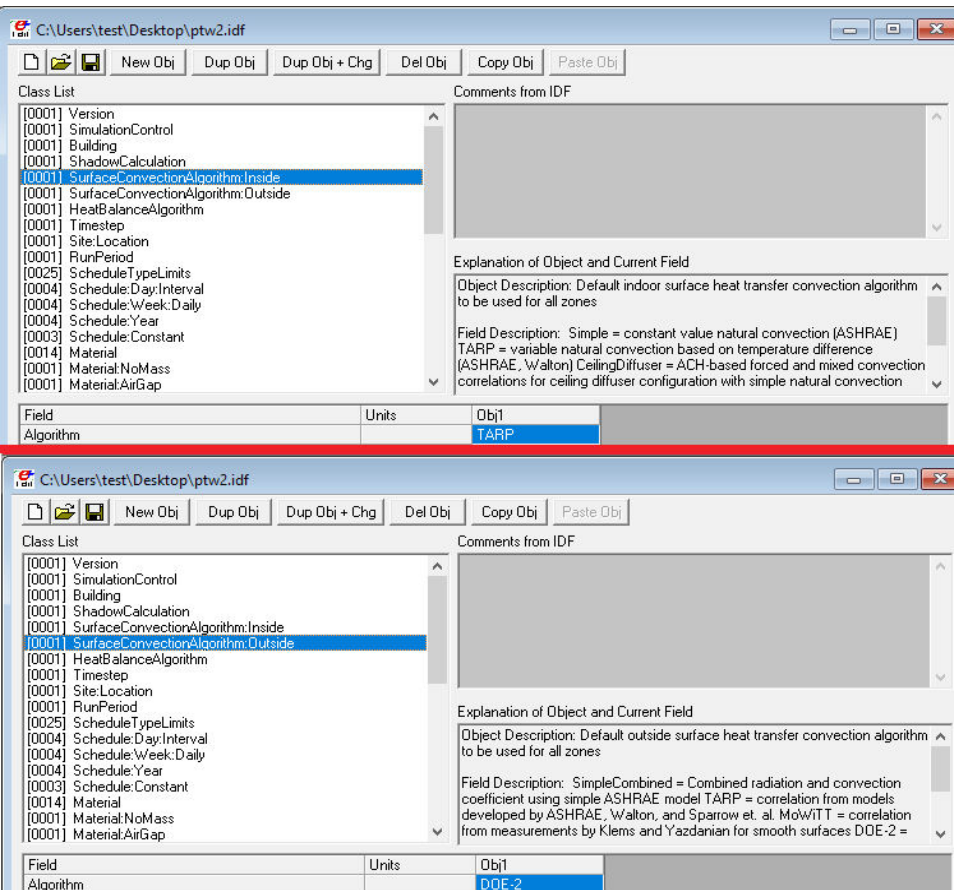 C:\Users\test\Desktop\ptw2.idf
New Obj Dup Obj Dup Obj + Chg Del Obj Copy Obj Paste Obj
Class List
[0001] Version
[0001] SimulationControl
[0001] Building
[0001] ShadowCalculation
[0001] SurfaceConvectionAlgorithm:Inside
[0001] SurfaceConvectionAlgorithm:Outside
[0001] HeatBalanceAlgorithm
[0001] Timestep
[0001] Site:Location
[0001] RunPeriod
[0025] ScheduleTypeLimits
[0004] Schedule:Day:Interval
[0004] Schedule:Week:Daily
[0004] Schedule:Year
[0003] Schedule:Constant
[0014] Material
[0001] Material:NoMass
[0001] Material:AirGap
Comments from IDF
Explanation of Object and Current Field
Object Description: Default indoor surface heat transfer convection algorithm
to be used for all zones
Field Description: Simple = constant value natural convection (ASHRAE)
TARP = variable natural convection based on temperature difference
(ASHRAE, Walton) CeilingDiffuser = ACH-based forced and mixed convection
correlations for ceiling diffuser configuration with simple natural convection
Field Units Obj1
Algorithm TARP
C:\Users\test\Desktop\ptw2.idf
New Obj Dup Obj Dup Obj + Chg Del Obj Copy Obj Paste Obj
Class List
[0001] Version
[0001] SimulationControl
[0001] Building
[0001] ShadowCalculation
[0001] SurfaceConvectionAlgorithm:Inside
[0001] SurfaceConvectionAlgorithm:Outside
[0001] HeatBalanceAlgorithm
[0001] Timestep
[0001] Site:Location
[0001] RunPeriod
[0025] ScheduleTypeLimits
[0004] Schedule:Day:Interval
[0004] Schedule:Week:Daily
[0004] Schedule:Year
[0003] Schedule:Constant
[0014] Material
[0001] Material:NoMass
[0001] Material:AirGap
Comments from IDF
Explanation of Object and Current Field
Object Description: Default outside surface heat transfer convection algorithm
to be used for all zones
Field Description: SimpleCombined = Combined radiation and convection
coefficient using simple ASHRAE model TARP = correlation from models
developed by ASHRAE, Walton, and Sparrow et. al. MoWiTT = correlation
from measurements by Klems and Yazdanian for smooth surfaces DOE-2 =
Field Units Obj1
Algorithm DOE-2